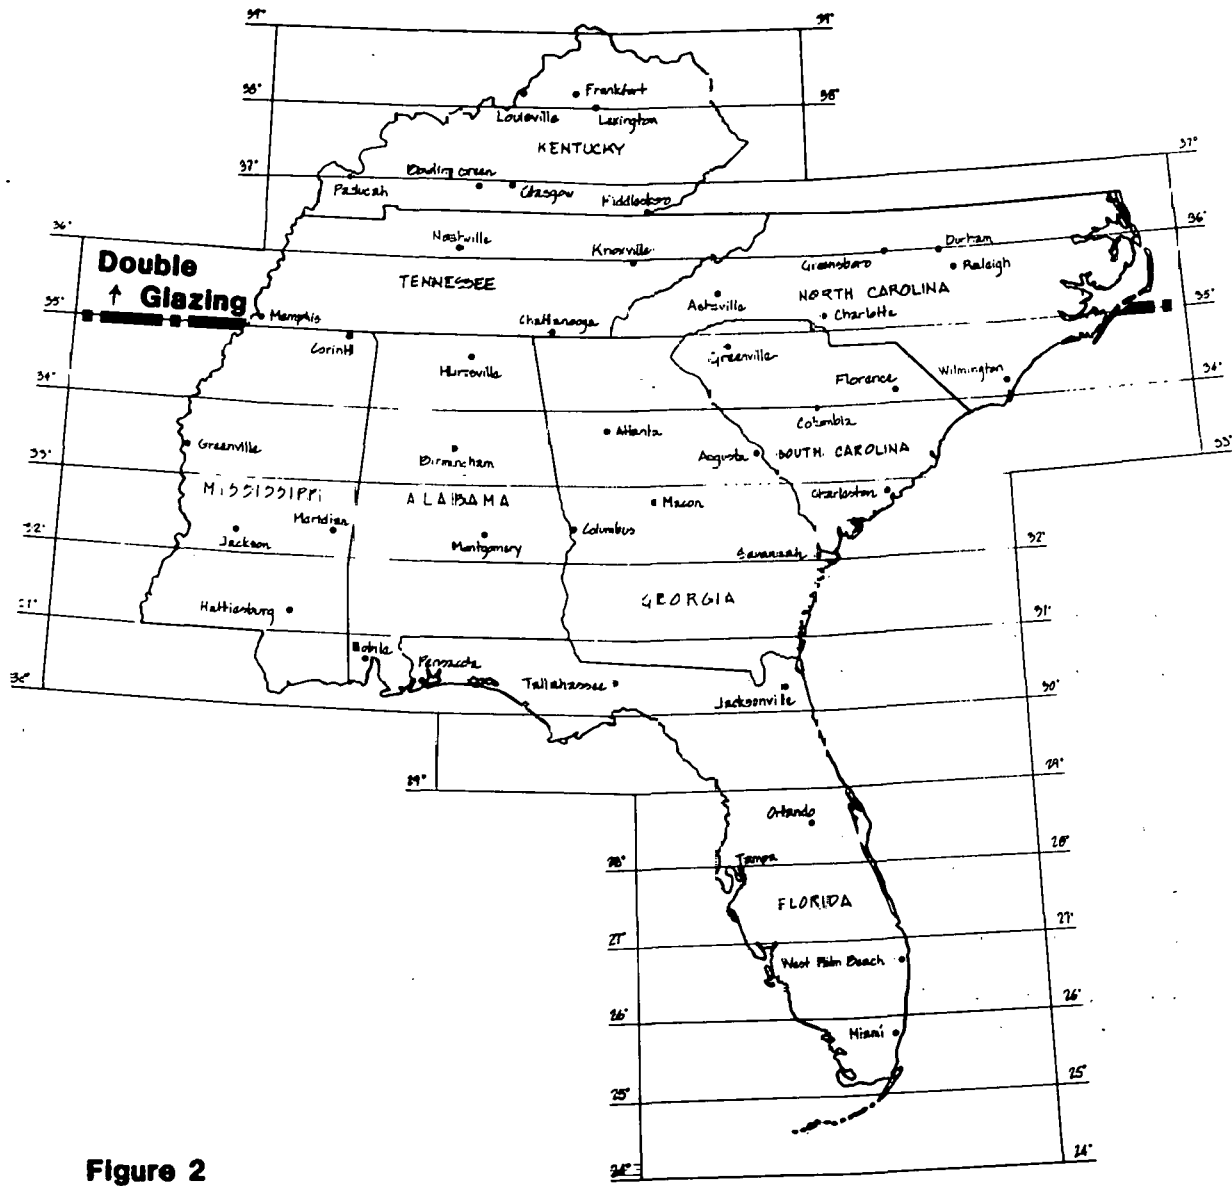 39°
39°
38°
Frankfort
38°
Louisville
Lexington
KENTUCKY
37°
37°
Bowling Green
Paducah
Glasgow
Middlesboro
36°
36°
Nashville
Knoxville
Durham
Greensboro
Raleigh
Double
↑ Glazing
TENNESSEE
Asheville
NORTH CAROLINA
35°
35°
Memphis
Chattanooga
Charlotte
Corinth
Greenville
34°
34°
Huntsville
Florence
Wilmington
Columbia
Greenville
Atlanta
Birmingham
Augusta
SOUTH CAROLINA
33°
33°
MISSISSIPPI
ALABAMA
Macon
Charleston
Meridian
32°
Jackson
Montgomery
Columbus
Savannah
32°
Hattiesburg
GEORGIA
31°
31°
Mobile
Pensacola
Tallahassee
Jacksonville
30°
29°
29°
Orlando
28°
28°
Tampa
FLORIDA
27°
27°
West Palm Beach
26°
26°
Miami
25°
25°
24°
24°
Figure 2